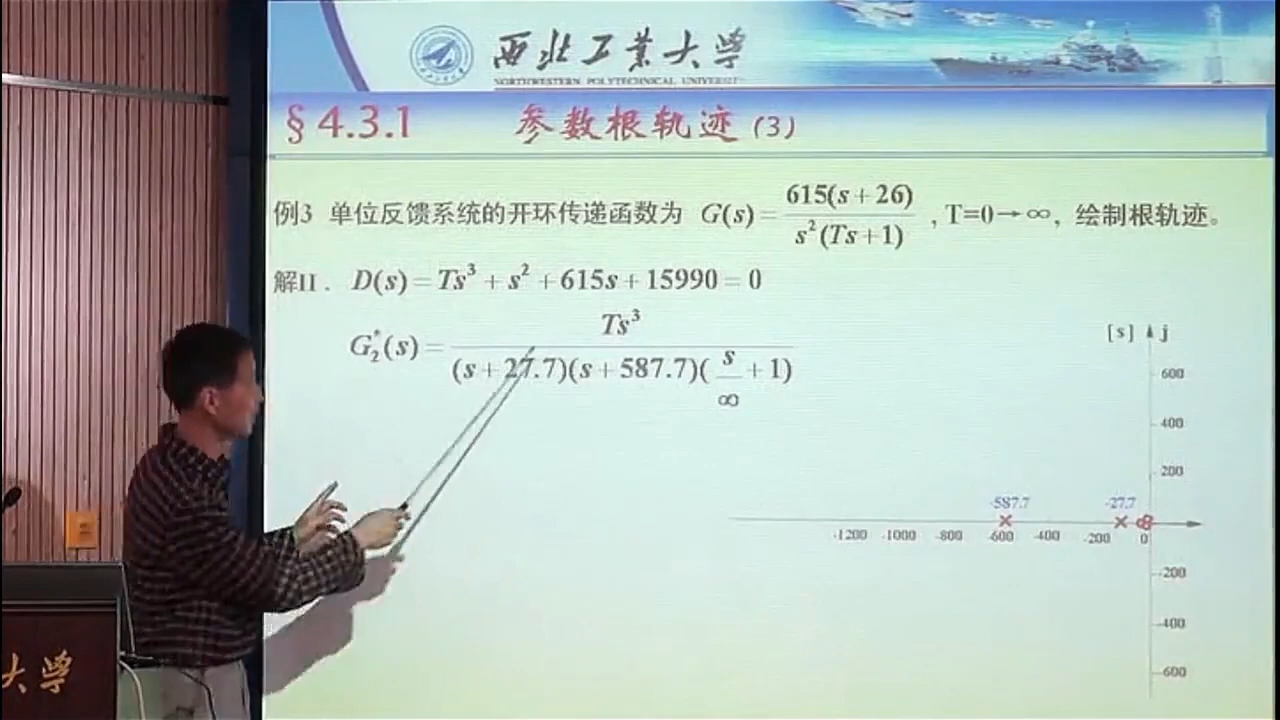 西北工业大学
NORTHWESTERN POLYTECHNICAL UNIVERSITY
§ 4.3.1 参数根轨迹 (3)
例3 单位反馈系统的开环传递函数为 G(s) = 615(s + 26) / s²(Ts + 1) , T=0→∞, 绘制根轨迹。
解II. D(s) = Ts³ + s² + 615s + 15990 = 0
G₂*(s) = Ts³ / (s + 27.7)(s + 587.7)(s/∞ + 1)
[s] j
600
400
200
-587.7 -27.7
-1200 -1000 -800 -600 -400 -200 0
-200
-400
-600
大学